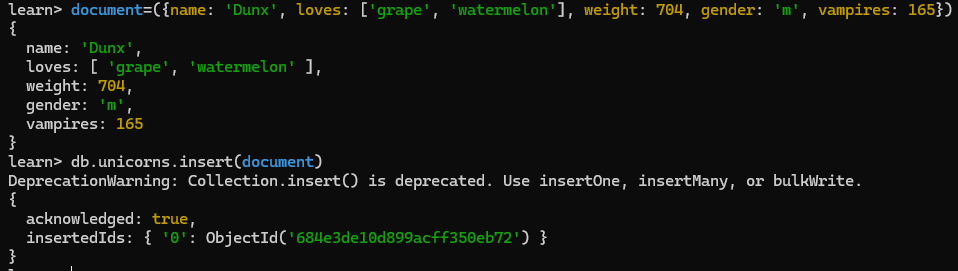 learn> document=({name: 'Dunx', loves: ['grape', 'watermelon'], weight: 704, gender: 'm', vampires: 165})
{
  name: 'Dunx',
  loves: [ 'grape', 'watermelon' ],
  weight: 704,
  gender: 'm',
  vampires: 165
}
learn> db.unicorns.insert(document)
DeprecationWarning: Collection.insert() is deprecated. Use insertOne, insertMany, or bulkWrite.
{
  acknowledged: true,
  insertedIds: { '0': ObjectId('684e3de10d899acff350eb72') }
}